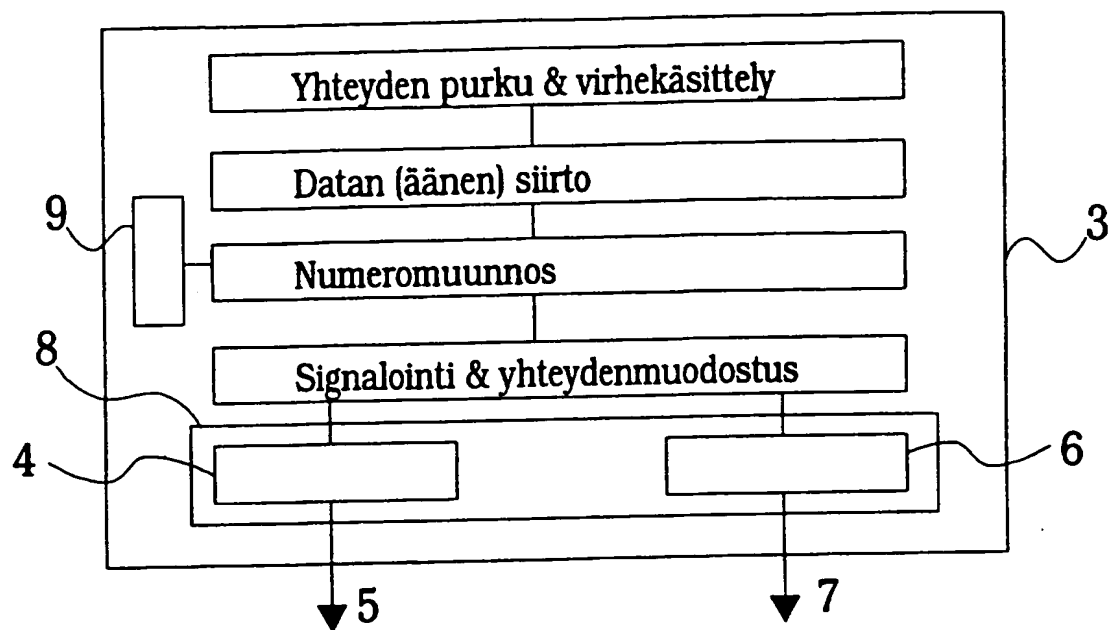 Yhteyden purku & virhekäsittely
Datan (äänen) siirto
9
3
Numeromuunnos
8
Signalointi & yhteydenmuodostus
4
6
5
7